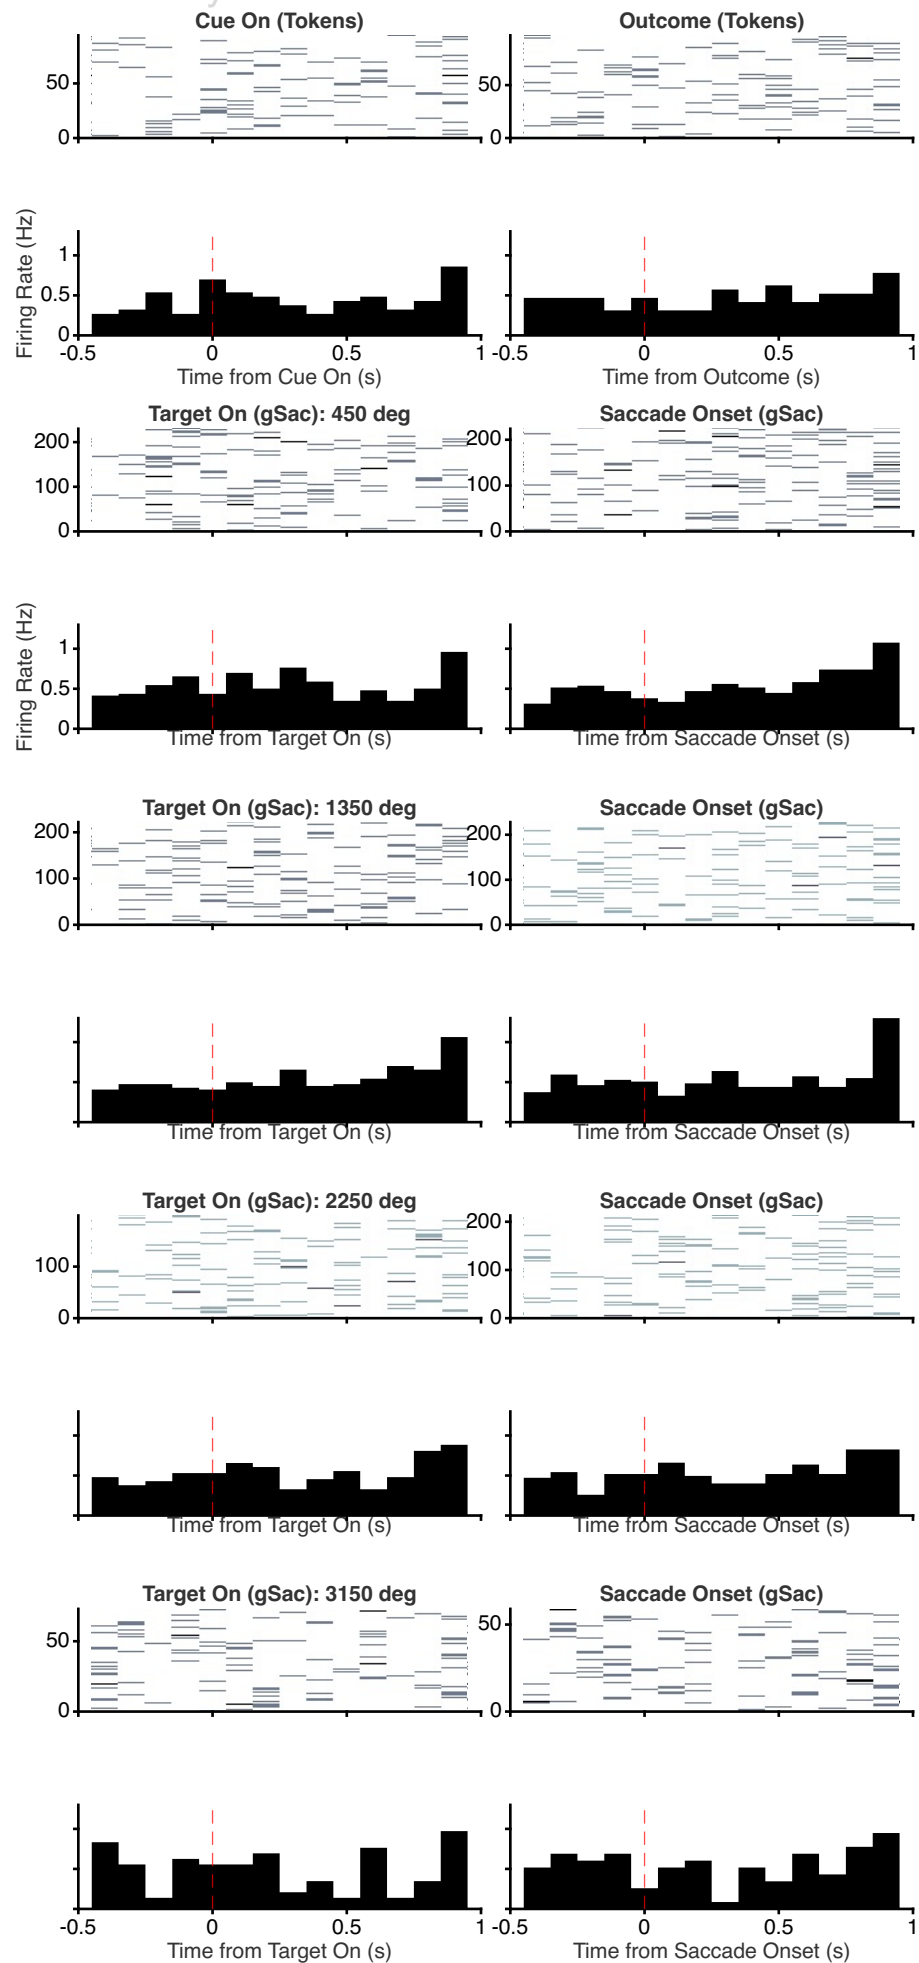 Cue On (Tokens) Outcome (Tokens)
50 50
0 0
Firing Rate (Hz)
1
0.5
0
-0.5 0 0.5 1 -0.5 0 0.5 1
Time from Cue On (s) Time from Outcome (s)
Target On (gSac): 450 deg Saccade Onset (gSac)
200 200
100 100
0 0
Firing Rate (Hz)
1
0.5
0
Time from Target On (s) Time from Saccade Onset (s)
Target On (gSac): 1350 deg Saccade Onset (gSac)
200 200
100 100
0 0
Time from Target On (s) Time from Saccade Onset (s)
Target On (gSac): 2250 deg Saccade Onset (gSac)
200
100 100
0 0
Time from Target On (s) Time from Saccade Onset (s)
Target On (gSac): 3150 deg Saccade Onset (gSac)
50 50
0 0
-0.5 0 0.5 1 -0.5 0 0.5 1
Time from Target On (s) Time from Saccade Onset (s)